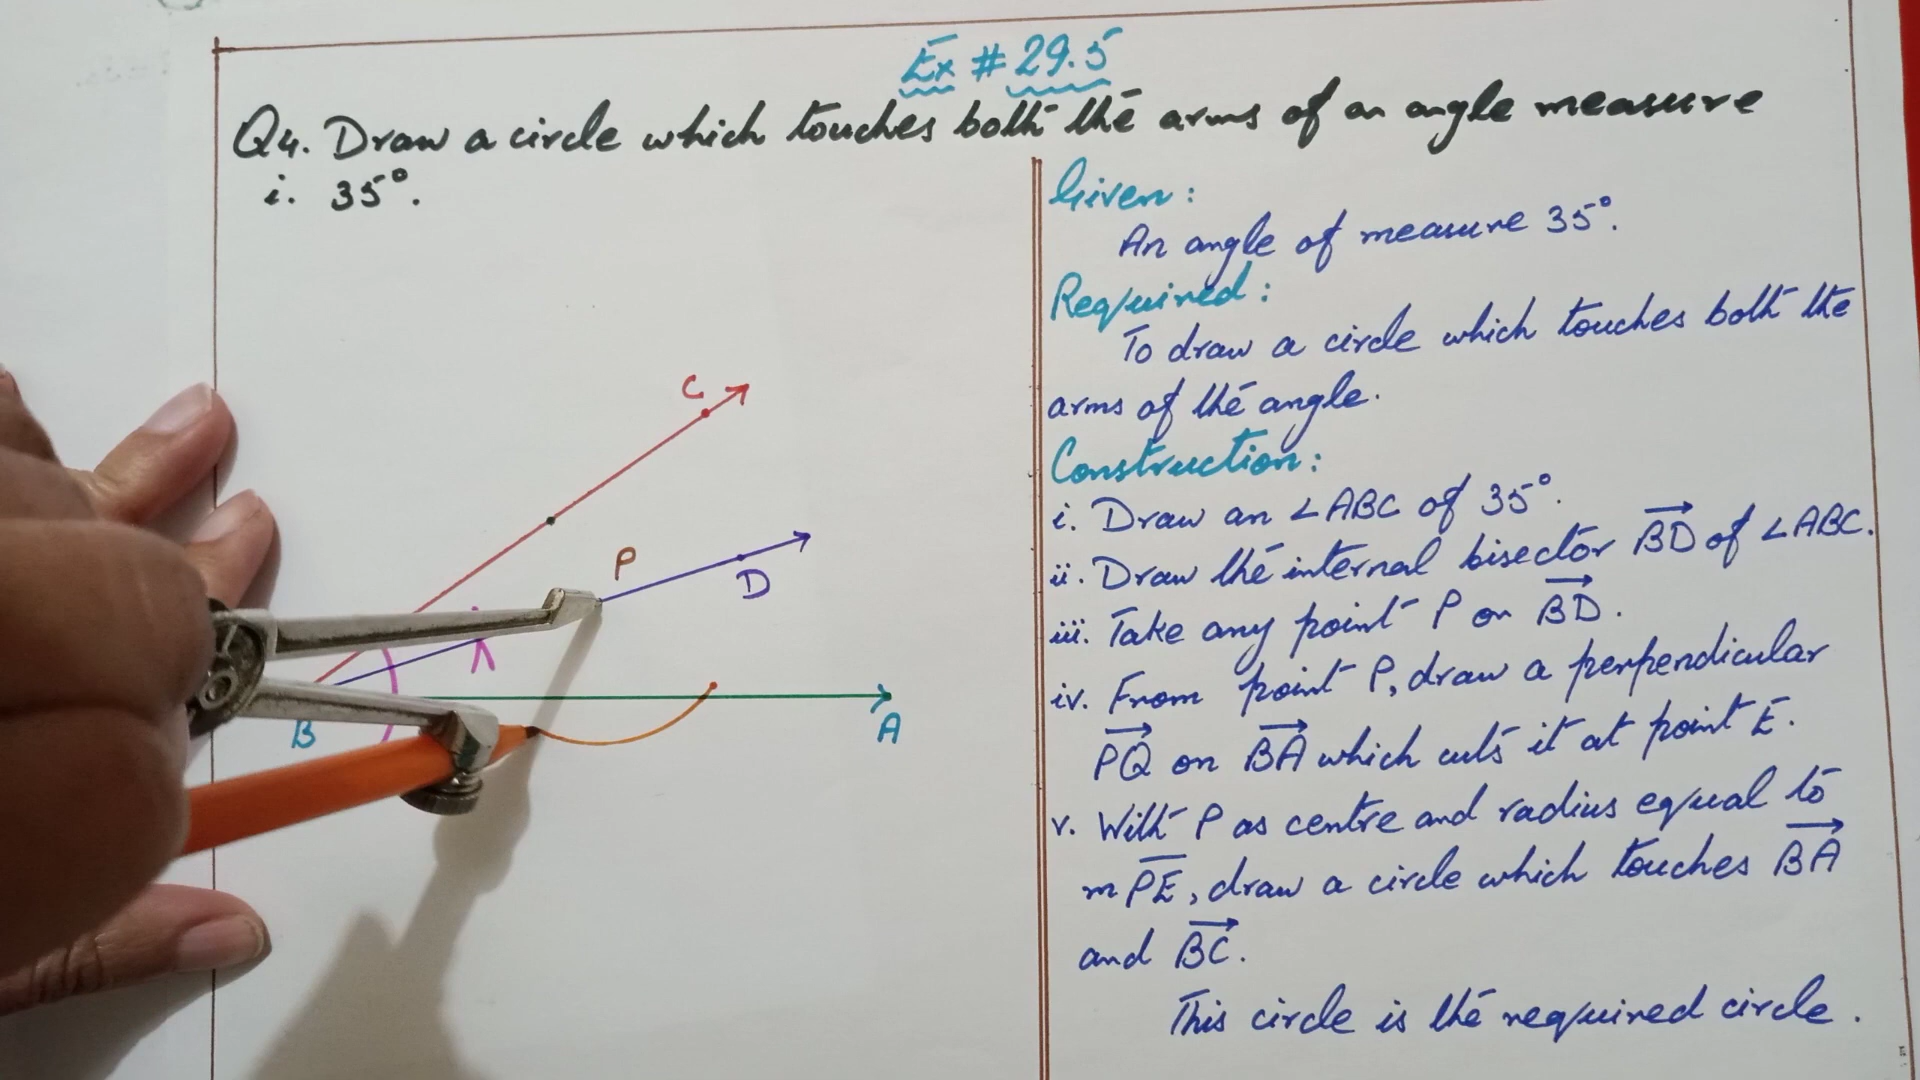 Ex # 29.5
Q4. Draw a circle which touches both the arms of an angle measure
i. 35°.
Given:
An angle of measure 35°.
Required:
To draw a circle which touches both the
arms of the angle.
Construction:
i. Draw an ∠ABC of 35°.
ii. Draw the internal bisector BD→ of ∠ABC.
iii. Take any point P on BD→.
iv. From point P, draw a perpendicular
PQ→ on BA→ which cuts it at point E.
v. With P as centre and radius equal to
mPE̅, draw a circle which touches BA→
and BC→.
This circle is the required circle.
C
P
D
B
A